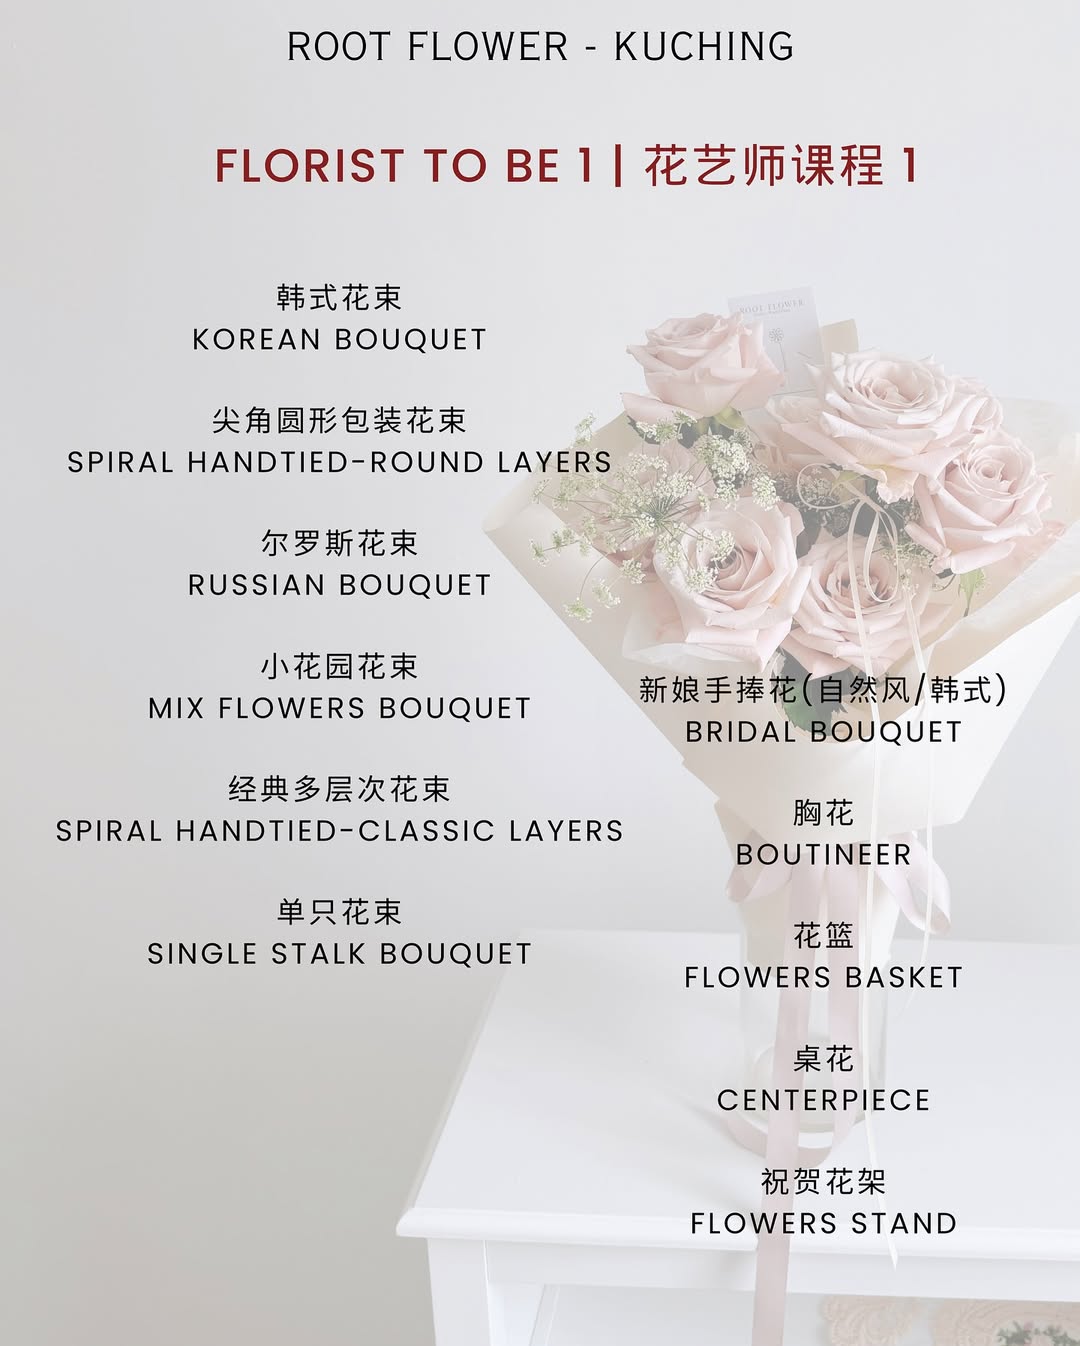 ROOT FLOWER - KUCHING
FLORIST TO BE 1 | 花艺师课程 1
韩式花束
KOREAN BOUQUET
尖角圆形包装花束
SPIRAL HANDTIED-ROUND LAYERS
尔罗斯花束
RUSSIAN BOUQUET
小花园花束
MIX FLOWERS BOUQUET
经典多层次花束
SPIRAL HANDTIED-CLASSIC LAYERS
单只花束
SINGLE STALK BOUQUET
ROOT FLOWER
新娘手捧花(自然风/韩式)
BRIDAL BOUQUET
胸花
BOUTINEER
花篮
FLOWERS BASKET
桌花
CENTERPIECE
祝贺花架
FLOWERS STAND